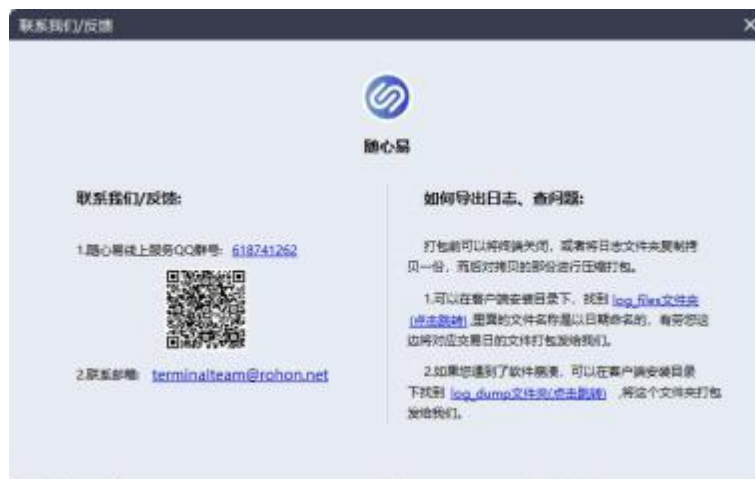 联系我们/反馈
随心易
联系我们/反馈:
1.随心易线上服务QQ群号: 618741262
2.联系邮箱: terminalteam@rohon.net
如何导出日志、查问题:
打包前可以将终端关闭，或者将日志文件夹复制拷
贝一份，而后对拷贝的部份进行压缩打包。
1.可以在客户端安装目录下，找到 log_files文件夹
(点击跳转) ,里面的文件名称是以日期命名的，有劳您这
边将对应交易日的文件打包发给我们。
2.如果您遇到了软件崩溃，可以在客户端安装目录
下找到 log_dump文件夹(点击跳转) ,将这个文件夹打包
发给我们。